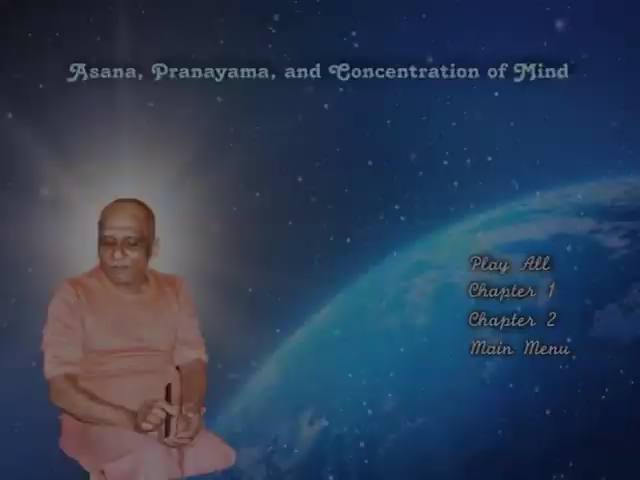 Asana, Pranayama, and Concentration of Mind
Play All
Chapter 1
Chapter 2
Main Menu